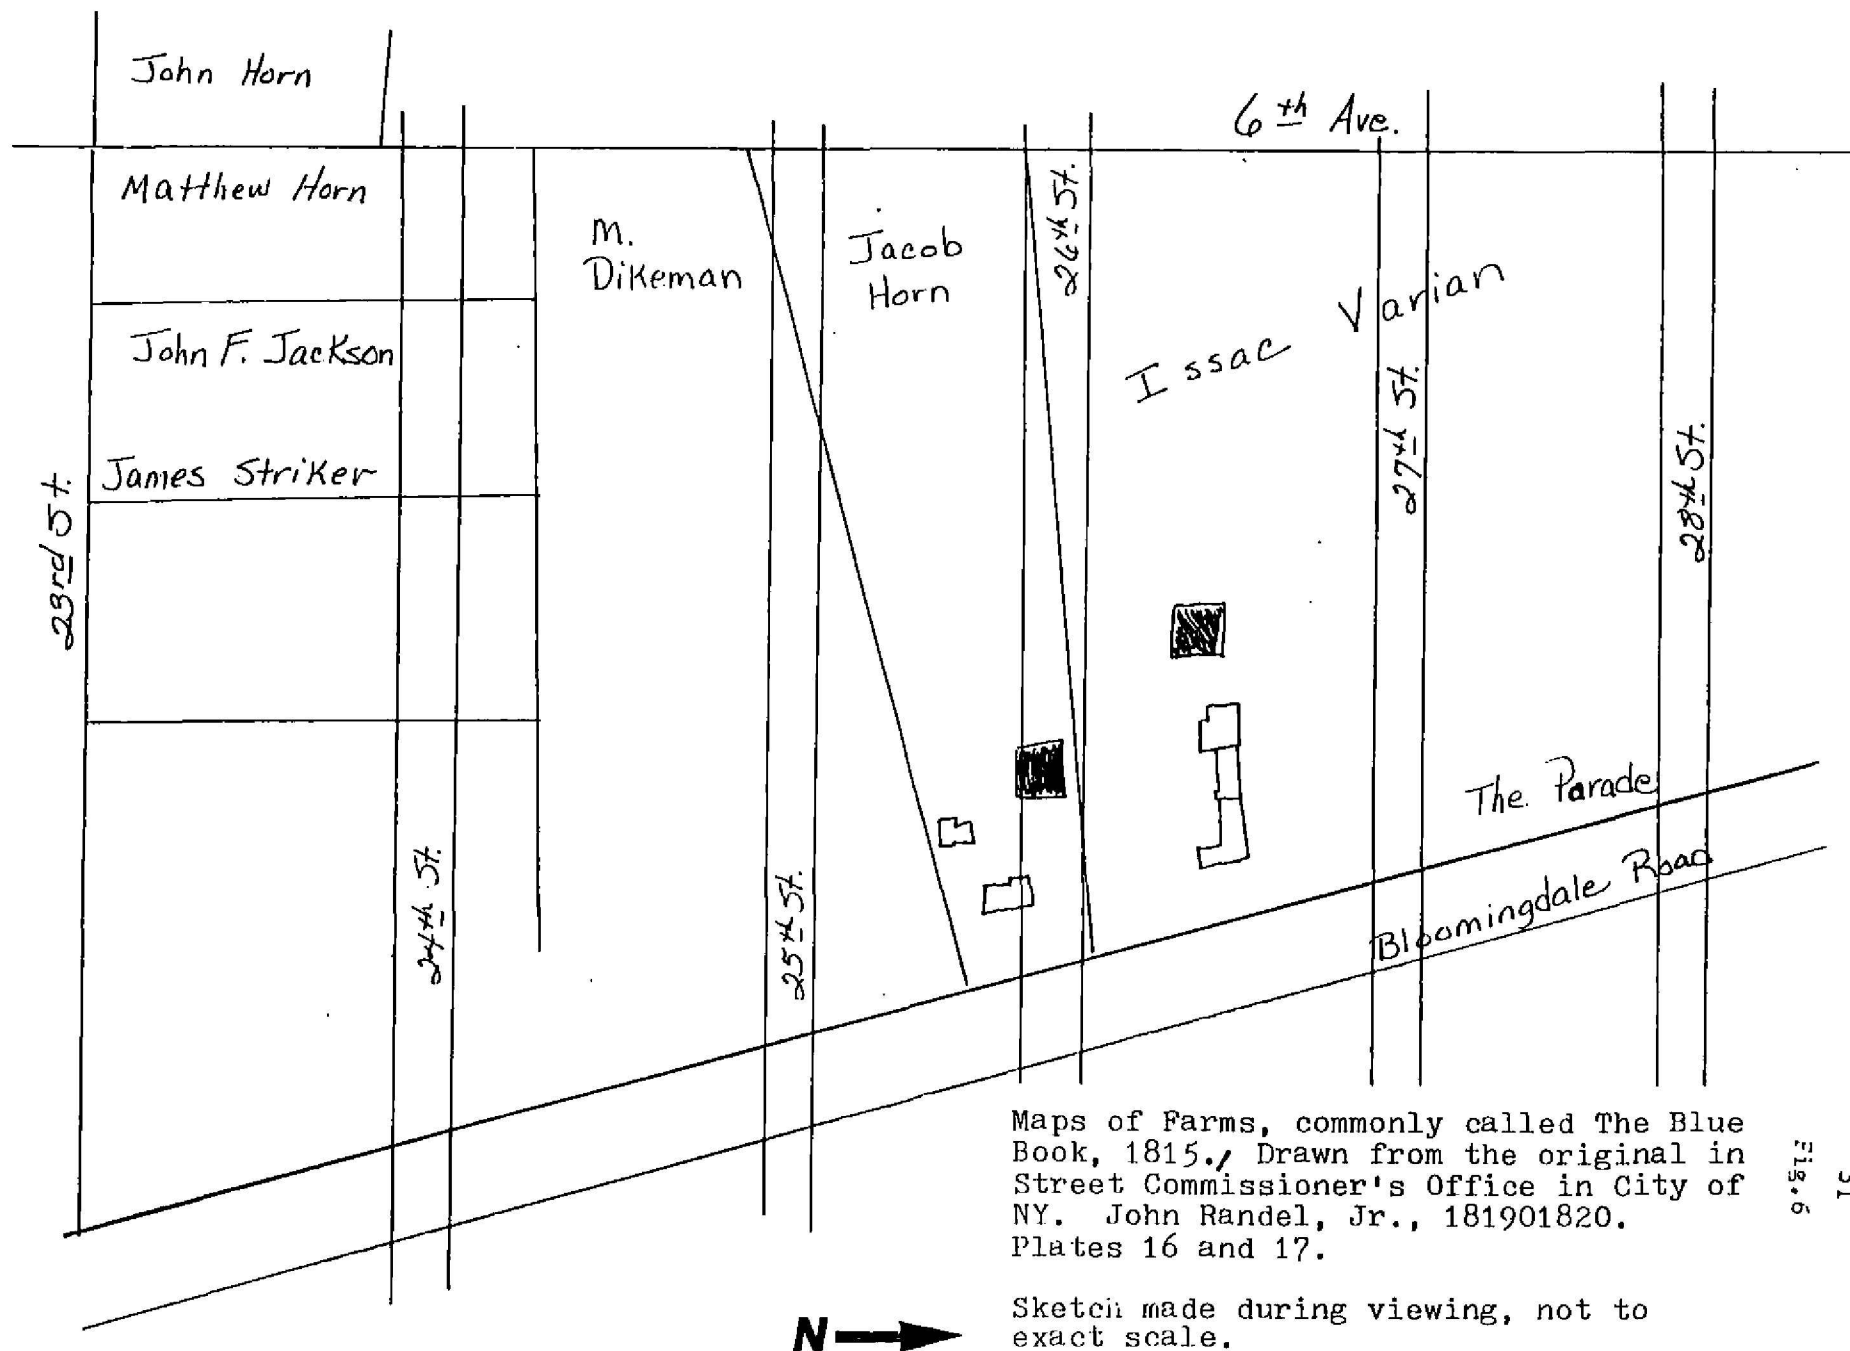 John Horn
6th Ave.
Matthew Horn
M.
Dikeman
Jacob
Horn
26th St.
Issac Varian
John F. Jackson
James Striker
23rd St.
27th St.
28th St.
The Parade
Bloomingdale Road
24th St.
25th St.
Maps of Farms, commonly called The Blue
Book, 1815./ Drawn from the original in
Street Commissioner's Office in City of
NY. John Randel, Jr., 181901820.
Plates 16 and 17.
Sketch made during viewing, not to
exact scale.
N
Fig.6